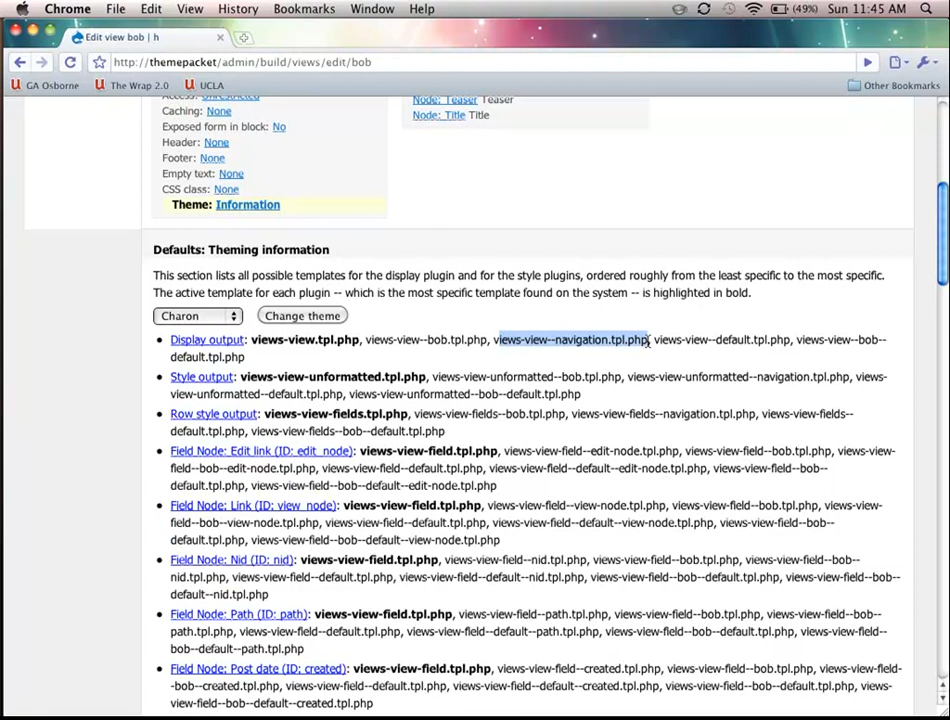 Chrome File Edit View History Bookmarks Window Help (49%) Sun 11:45 AM
Edit view bob | h
http://themepacket/admin/build/views/edit/bob
GA Osborne The Wrap 2.0 UCLA Other Bookmarks
Access: Unrestricted
Node: Teaser Teaser
Caching: None
Node: Title Title
Exposed form in block: No
Header: None
Footer: None
Empty text: None
CSS class: None
Theme: Information
Defaults: Theming information
This section lists all possible templates for the display plugin and for the style plugins, ordered roughly from the least specific to the most specific.
The active template for each plugin -- which is the most specific template found on the system -- is highlighted in bold.
Charon Change theme
Display output: views-view.tpl.php, views-view--bob.tpl.php, views-view--navigation.tpl.php, views-view--default.tpl.php, views-view--bob--
default.tpl.php
Style output: views-view-unformatted.tpl.php, views-view-unformatted--bob.tpl.php, views-view-unformatted--navigation.tpl.php, views-
view-unformatted--default.tpl.php, views-view-unformatted--bob--default.tpl.php
Row style output: views-view-fields.tpl.php, views-view-fields--bob.tpl.php, views-view-fields--navigation.tpl.php, views-view-fields--
default.tpl.php, views-view-fields--bob--default.tpl.php
Field Node: Edit link (ID: edit_node): views-view-field.tpl.php, views-view-field--edit-node.tpl.php, views-view-field--bob.tpl.php, views-view-
field--bob--edit-node.tpl.php, views-view-field--default.tpl.php, views-view-field--default--edit-node.tpl.php, views-view-field--bob--
default.tpl.php, views-view-field--bob--default--edit-node.tpl.php
Field Node: Link (ID: view_node): views-view-field.tpl.php, views-view-field--view-node.tpl.php, views-view-field--bob.tpl.php, views-view-
field--bob--view-node.tpl.php, views-view-field--default.tpl.php, views-view-field--default--view-node.tpl.php, views-view-field--bob--
default.tpl.php, views-view-field--bob--default--view-node.tpl.php
Field Node: Nid (ID: nid): views-view-field.tpl.php, views-view-field--nid.tpl.php, views-view-field--bob.tpl.php, views-view-field--bob--
nid.tpl.php, views-view-field--default.tpl.php, views-view-field--default--nid.tpl.php, views-view-field--bob--default.tpl.php, views-view-field--bob--
default--nid.tpl.php
Field Node: Path (ID: path): views-view-field.tpl.php, views-view-field--path.tpl.php, views-view-field--bob.tpl.php, views-view-field--bob--
path.tpl.php, views-view-field--default.tpl.php, views-view-field--default--path.tpl.php, views-view-field--bob--default.tpl.php, views-view-field--
bob--default--path.tpl.php
Field Node: Post date (ID: created): views-view-field.tpl.php, views-view-field--created.tpl.php, views-view-field--bob.tpl.php, views-view-field-
-bob--created.tpl.php, views-view-field--default.tpl.php, views-view-field--default--created.tpl.php, views-view-field--bob--default.tpl.php, views-
view-field--bob--default--created.tpl.php